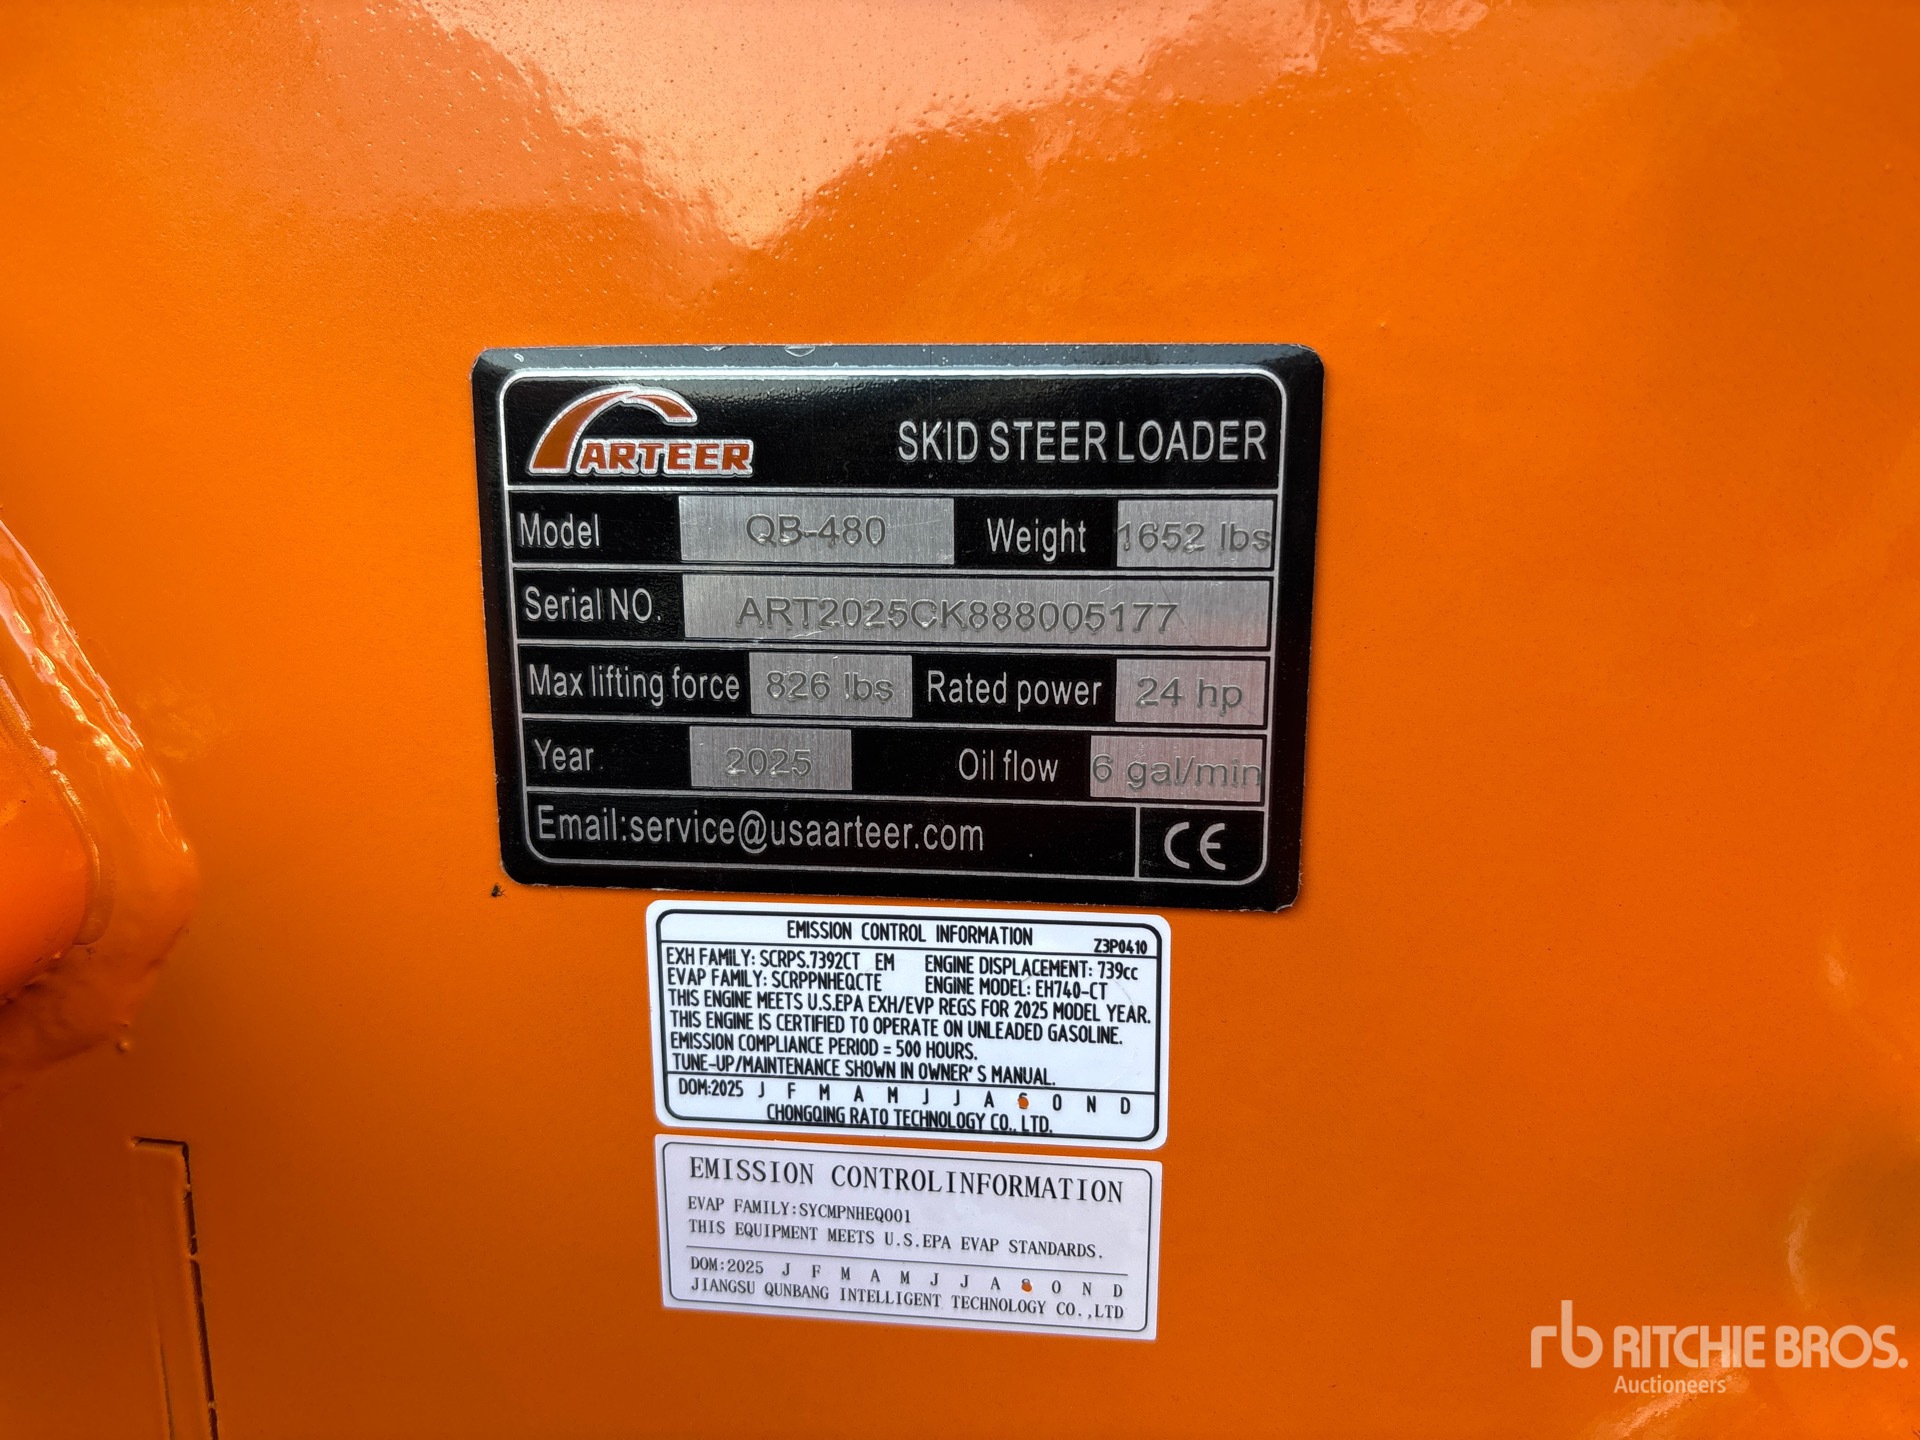 ARTEER SKID STEER LOADER
Model QB-480 Weight 1652 lbs
Serial NO. ART2025CK888005177
Max lifting force 826 lbs Rated power 24 hp
Year 2025 Oil flow 6 gal/min
Email:service@usaarteer.com CE
EMISSION CONTROL INFORMATION Z3P0410
EXH FAMILY: SCRPS.7392CT EM ENGINE DISPLACEMENT: 739cc
EVAP FAMILY: SCRPPNHEQCTE ENGINE MODEL: EH740-CT
THIS ENGINE MEETS U.S.EPA EXH/EVP REGS FOR 2025 MODEL YEAR.
THIS ENGINE IS CERTIFIED TO OPERATE ON UNLEADED GASOLINE.
EMISSION COMPLIANCE PERIOD = 500 HOURS.
TUNE-UP/MAINTENANCE SHOWN IN OWNER'S MANUAL.
DOM:2025 J F M A M J J A S O N D
CHONGQING RATO TECHNOLOGY CO., LTD.
EMISSION CONTROLINFORMATION
EVAP FAMILY:SYCMPNHEQ001
THIS EQUIPMENT MEETS U.S.EPA EVAP STANDARDS.
DOM:2025 J F M A M J J A S O N D
JIANGSU QUNBANG INTELLIGENT TECHNOLOGY CO.,LTD
rb RITCHIE BROS.
Auctioneers